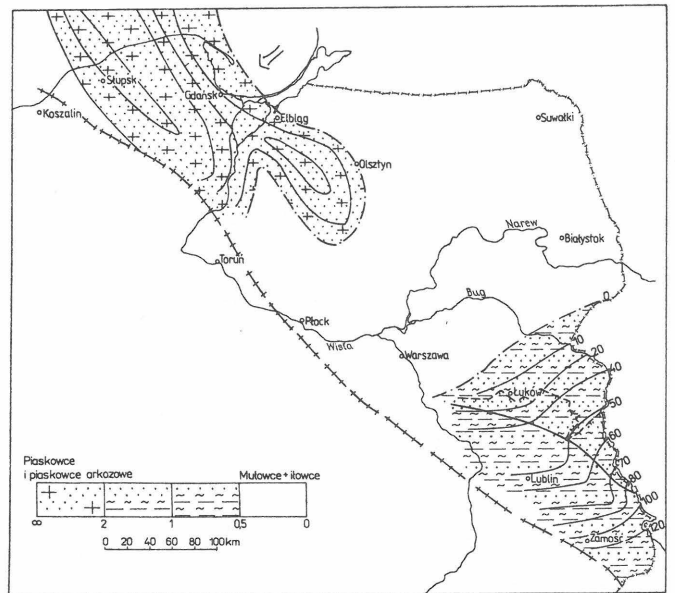 Słupsk
Gdańsk
Koszalin
Elbląg
Suwałki
Olsztyn
Narew
Białystok
Toruń
Bug
0
Płock
Wisła
Warszawa
10
20
40
Łuków
50
60
70
80
Lublin
100
120
Zamość
Piaskowce
i piaskowce arkozowe
Mułowce + iłowce
∞ 2 1 0,5 0
0 20 40 60 80 100km